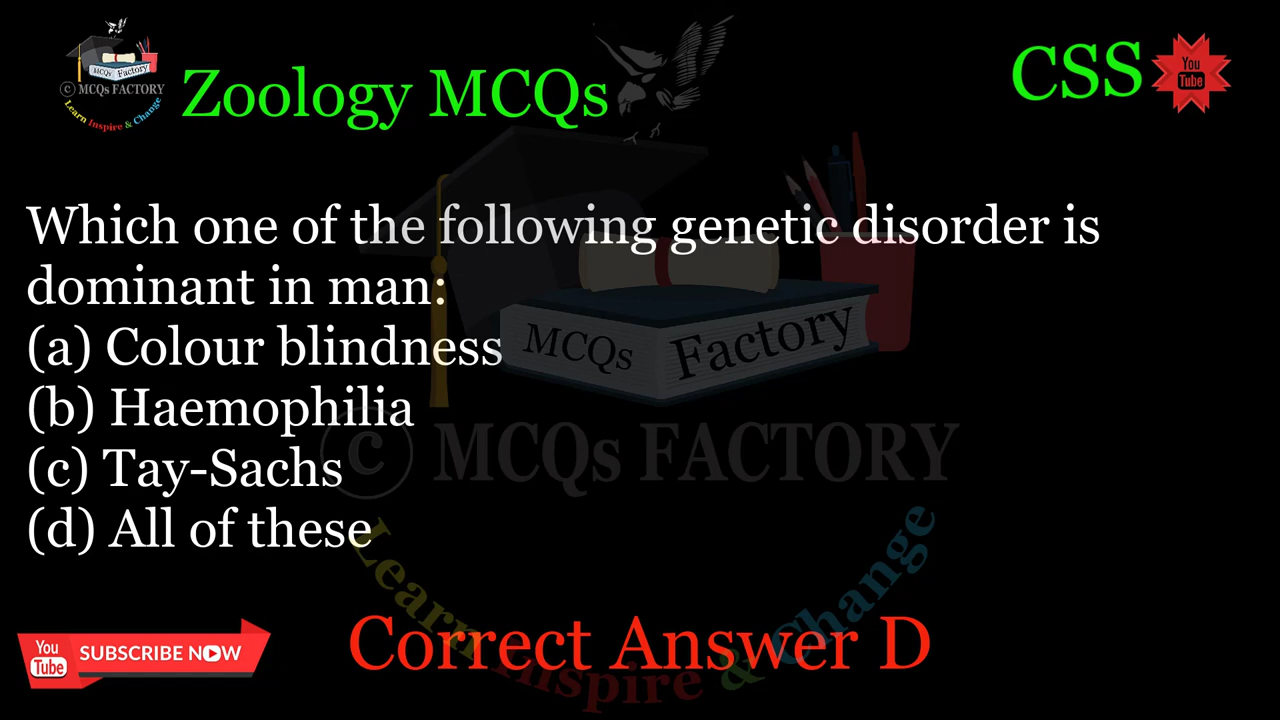 MCQs Factory
© MCQs FACTORY
Learn Inspire & Change
Zoology MCQs
CSS
You
Tube
Which one of the following genetic disorder is
dominant in man:
(a) Colour blindness
(b) Haemophilia
(c) Tay-Sachs
(d) All of these
MCQs Factory
© MCQs FACTORY
Learn Inspire & Change
You
Tube
SUBSCRIBE NOW
Correct Answer D